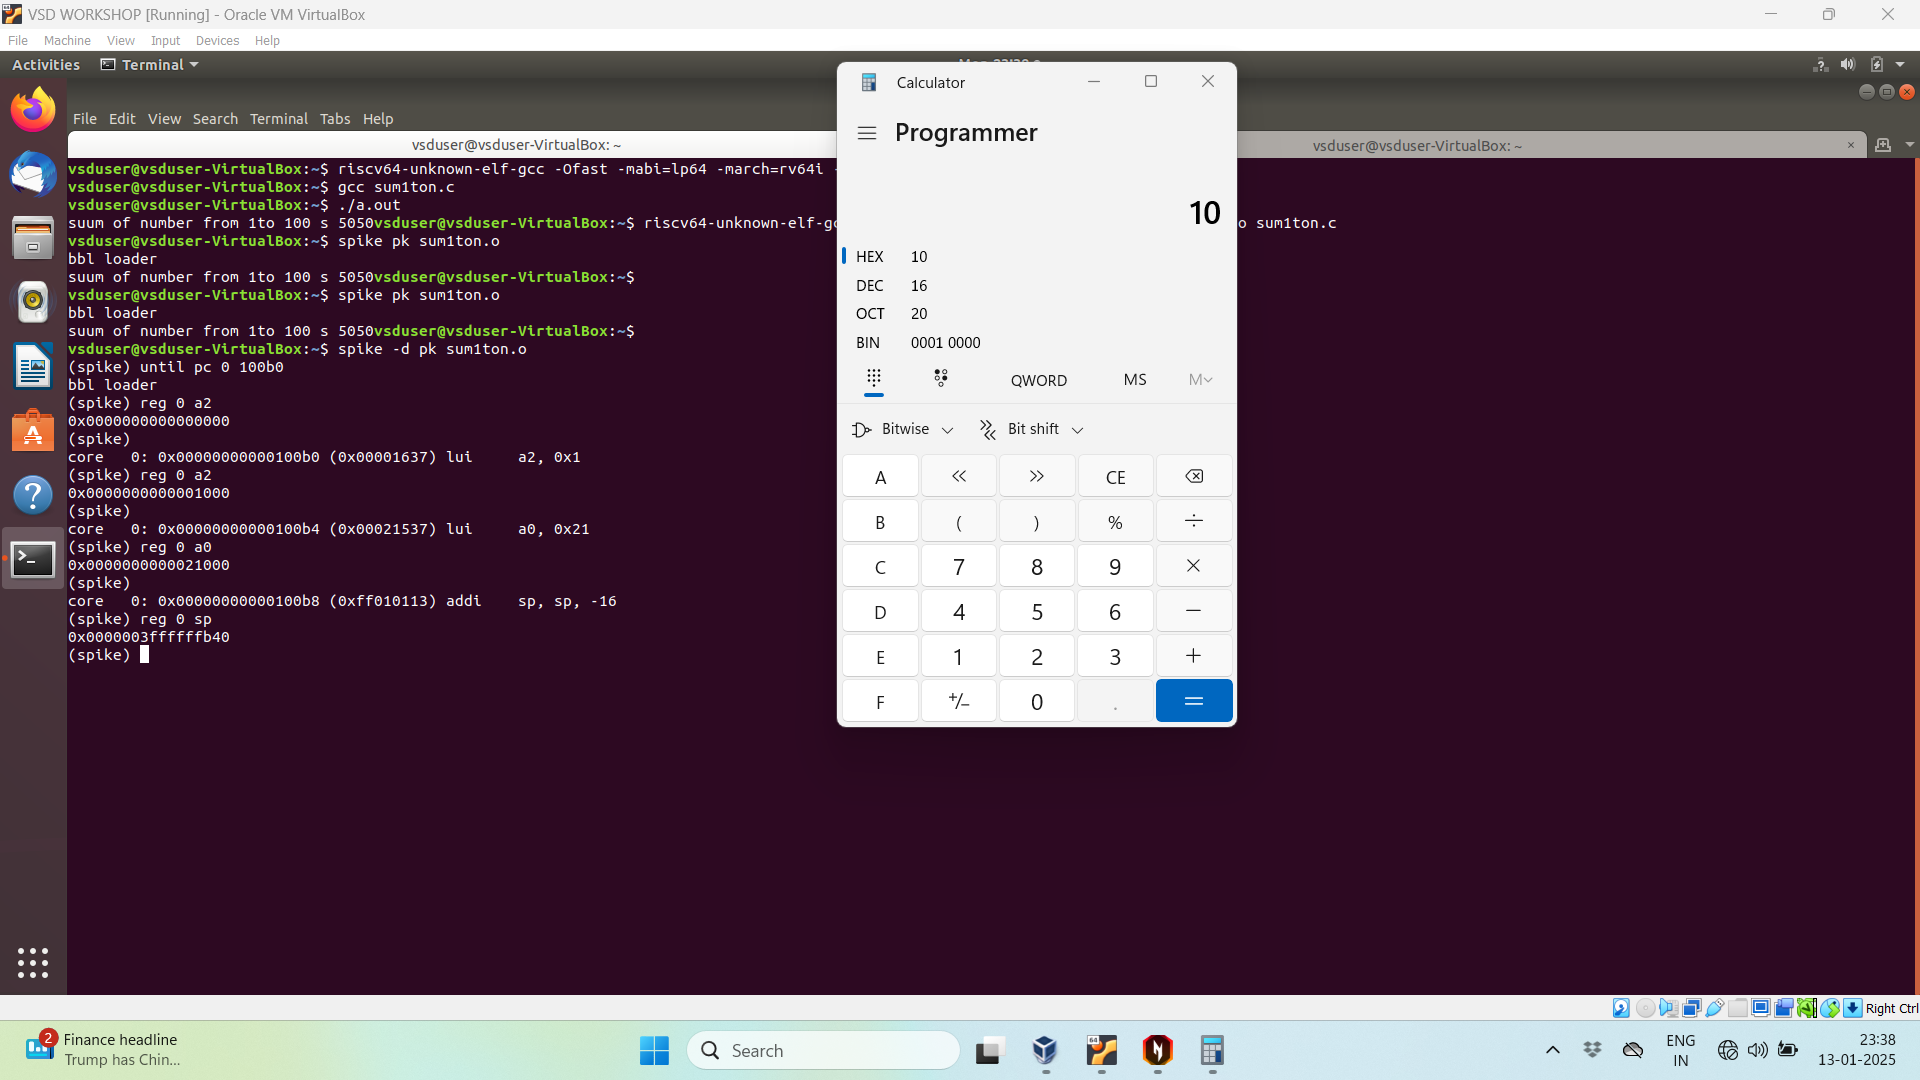 VSD WORKSHOP [Running] - Oracle VM VirtualBox
File Machine View Input Devices Help
Activities Terminal
File Edit View Search Terminal Tabs Help
vsduser@vsduser-VirtualBox: ~
vsduser@vsduser-VirtualBox: ~
vsduser@vsduser-VirtualBox:~$ riscv64-unknown-elf-gcc -Ofast -mabi=lp64 -march=rv64i
vsduser@vsduser-VirtualBox:~$ gcc sum1ton.c
vsduser@vsduser-VirtualBox:~$ ./a.out
suum of number from 1to 100 s 5050vsduser@vsduser-VirtualBox:~$ o sum1ton.c
vsduser@vsduser-VirtualBox:~$ spike pk sum1ton.o
bbl loader
suum of number from 1to 100 s 5050vsduser@vsduser-VirtualBox:~$
vsduser@vsduser-VirtualBox:~$ spike pk sum1ton.o
bbl loader
suum of number from 1to 100 s 5050vsduser@vsduser-VirtualBox:~$
vsduser@vsduser-VirtualBox:~$ spike -d pk sum1ton.o
(spike) until pc 0 100b0
bbl loader
(spike) reg 0 a2
0x0000000000000000
(spike)
core 0: 0x00000000000100b0 (0x00001637) lui a2, 0x1
(spike) reg 0 a2
0x0000000000001000
(spike)
core 0: 0x00000000000100b4 (0x00021537) lui a0, 0x21
(spike) reg 0 a0
0x0000000000021000
(spike)
core 0: 0x00000000000100b8 (0xff010113) addi sp, sp, -16
(spike) reg 0 sp
0x0000003ffffffb40
(spike)
Calculator
Programmer
10
HEX 10
DEC 16
OCT 20
BIN 0001 0000
QWORD MS M
Bitwise Bit shift
A << >> CE
B ( ) % ÷
C 7 8 9 ×
D 4 5 6 −
E 1 2 3 +
F +/− 0 . =
Right Ctrl
2
Finance headline
Trump has Chin...
Search
64
ENG
IN
23:38
13-01-2025